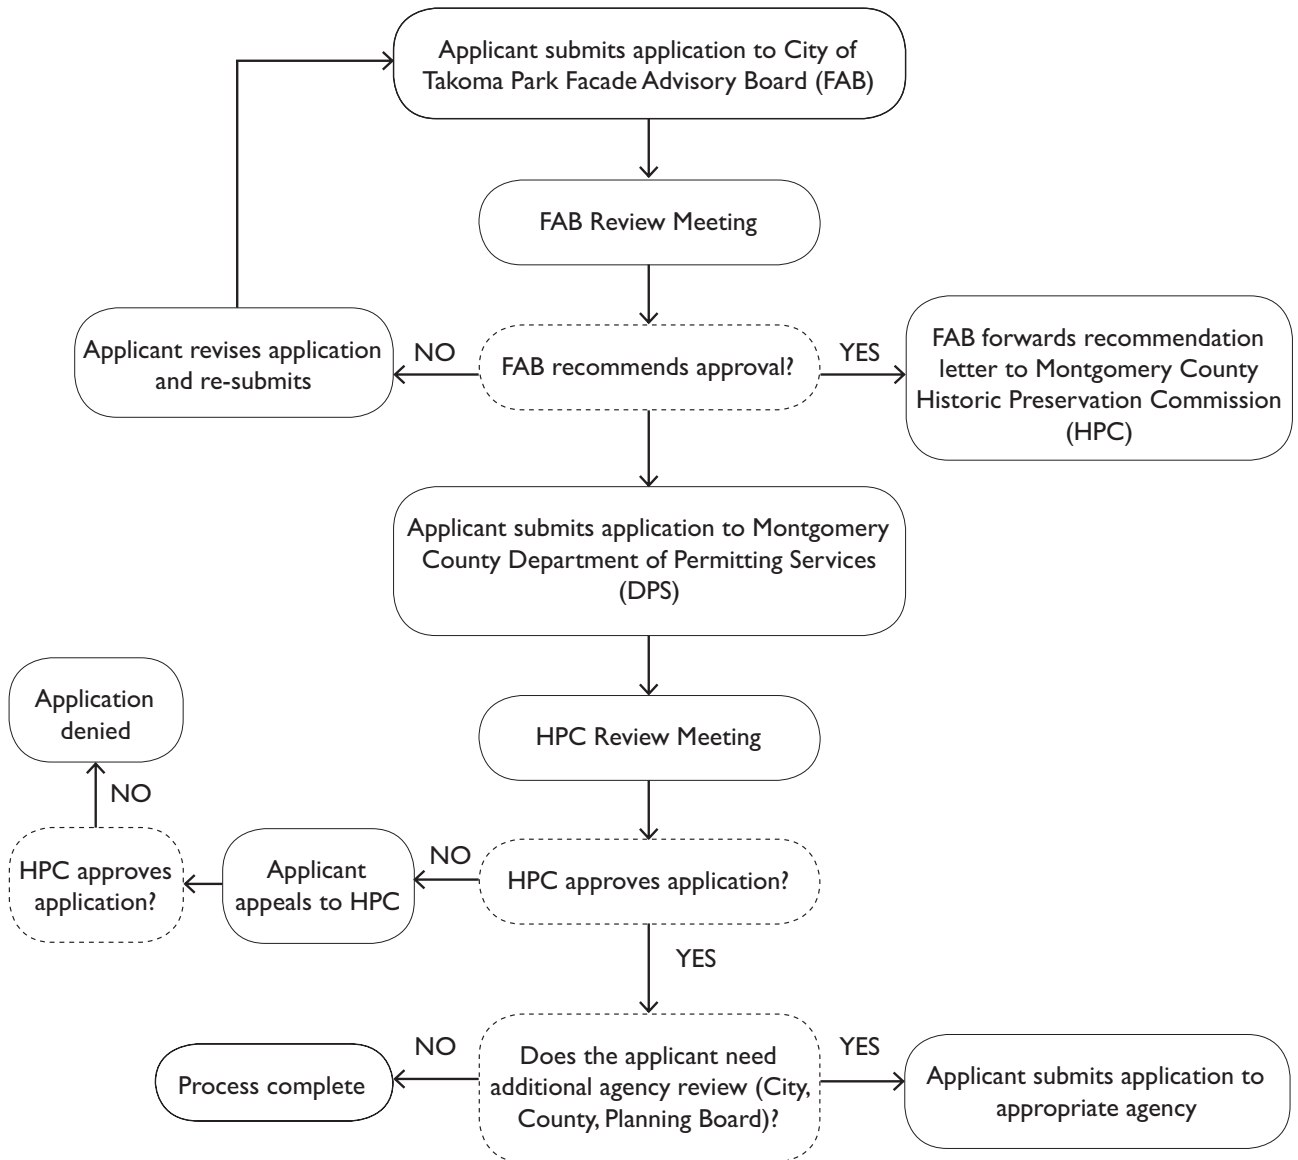 Applicant submits application to City of
Takoma Park Facade Advisory Board (FAB)
FAB Review Meeting
Applicant revises application
and re-submits
NO
FAB recommends approval?
YES
FAB forwards recommendation
letter to Montgomery County
Historic Preservation Commission
(HPC)
Applicant submits application to Montgomery
County Department of Permitting Services
(DPS)
HPC Review Meeting
Application
denied
NO
HPC approves
application?
Applicant
appeals to HPC
NO
HPC approves application?
YES
Process complete
NO
Does the applicant need
additional agency review (City,
County, Planning Board)?
YES
Applicant submits application to
appropriate agency